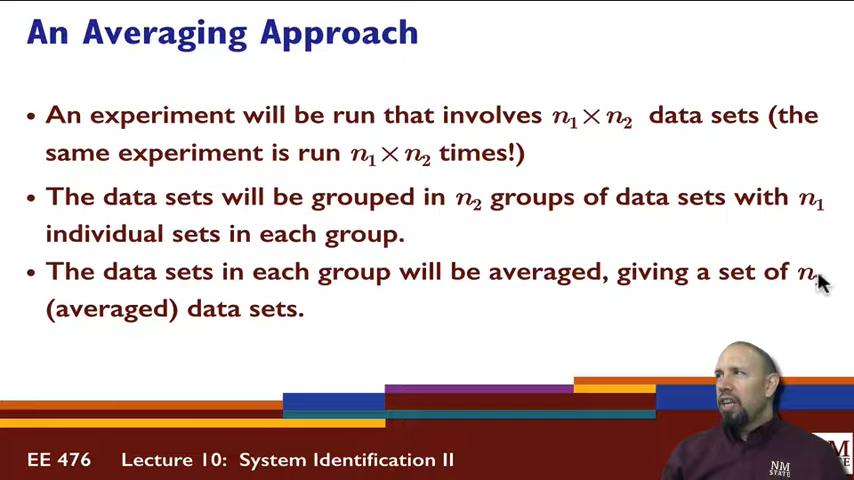 An Averaging Approach
• An experiment will be run that involves n₁×n₂ data sets (the
same experiment is run n₁×n₂ times!)
• The data sets will be grouped in n₂ groups of data sets with n₁
individual sets in each group.
• The data sets in each group will be averaged, giving a set of n
(averaged) data sets.
EE 476 Lecture 10: System Identification II
NM
STATE